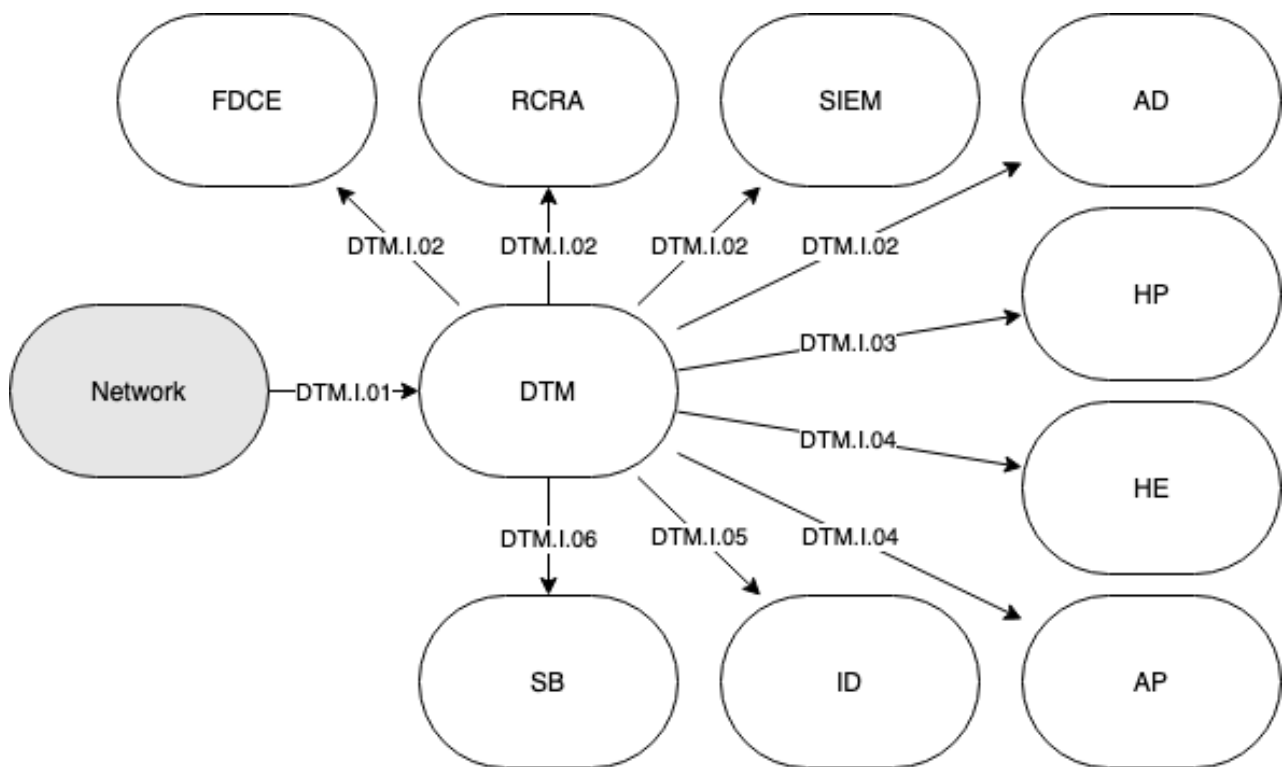 FDCE
RCRA
SIEM
AD
DTM.I.02
DTM.I.02
DTM.I.02
DTM.I.02
HP
DTM.I.03
Network
DTM.I.01
DTM
DTM.I.04
HE
DTM.I.06
DTM.I.05
DTM.I.04
SB
ID
AP